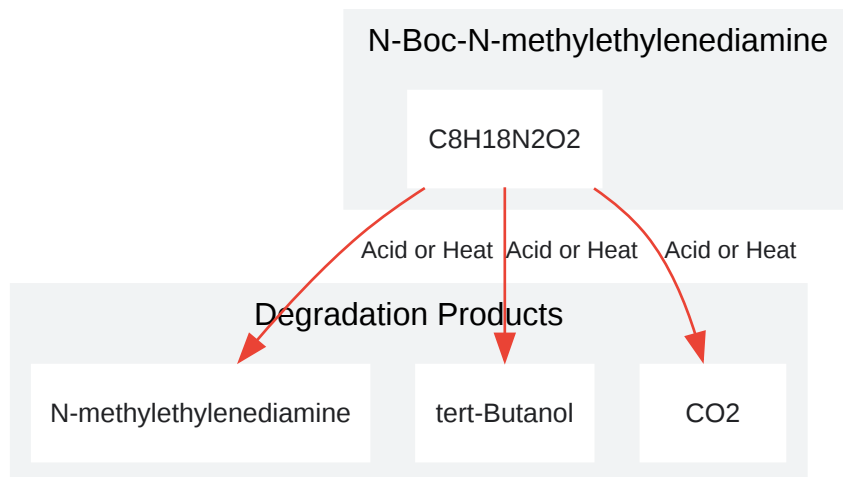 N-Boc-N-methylethylenediamine
C8H18N2O2
Acid or Heat
Acid or Heat
Acid or Heat
Degradation Products
N-methylethylenediamine
tert-Butanol
CO2